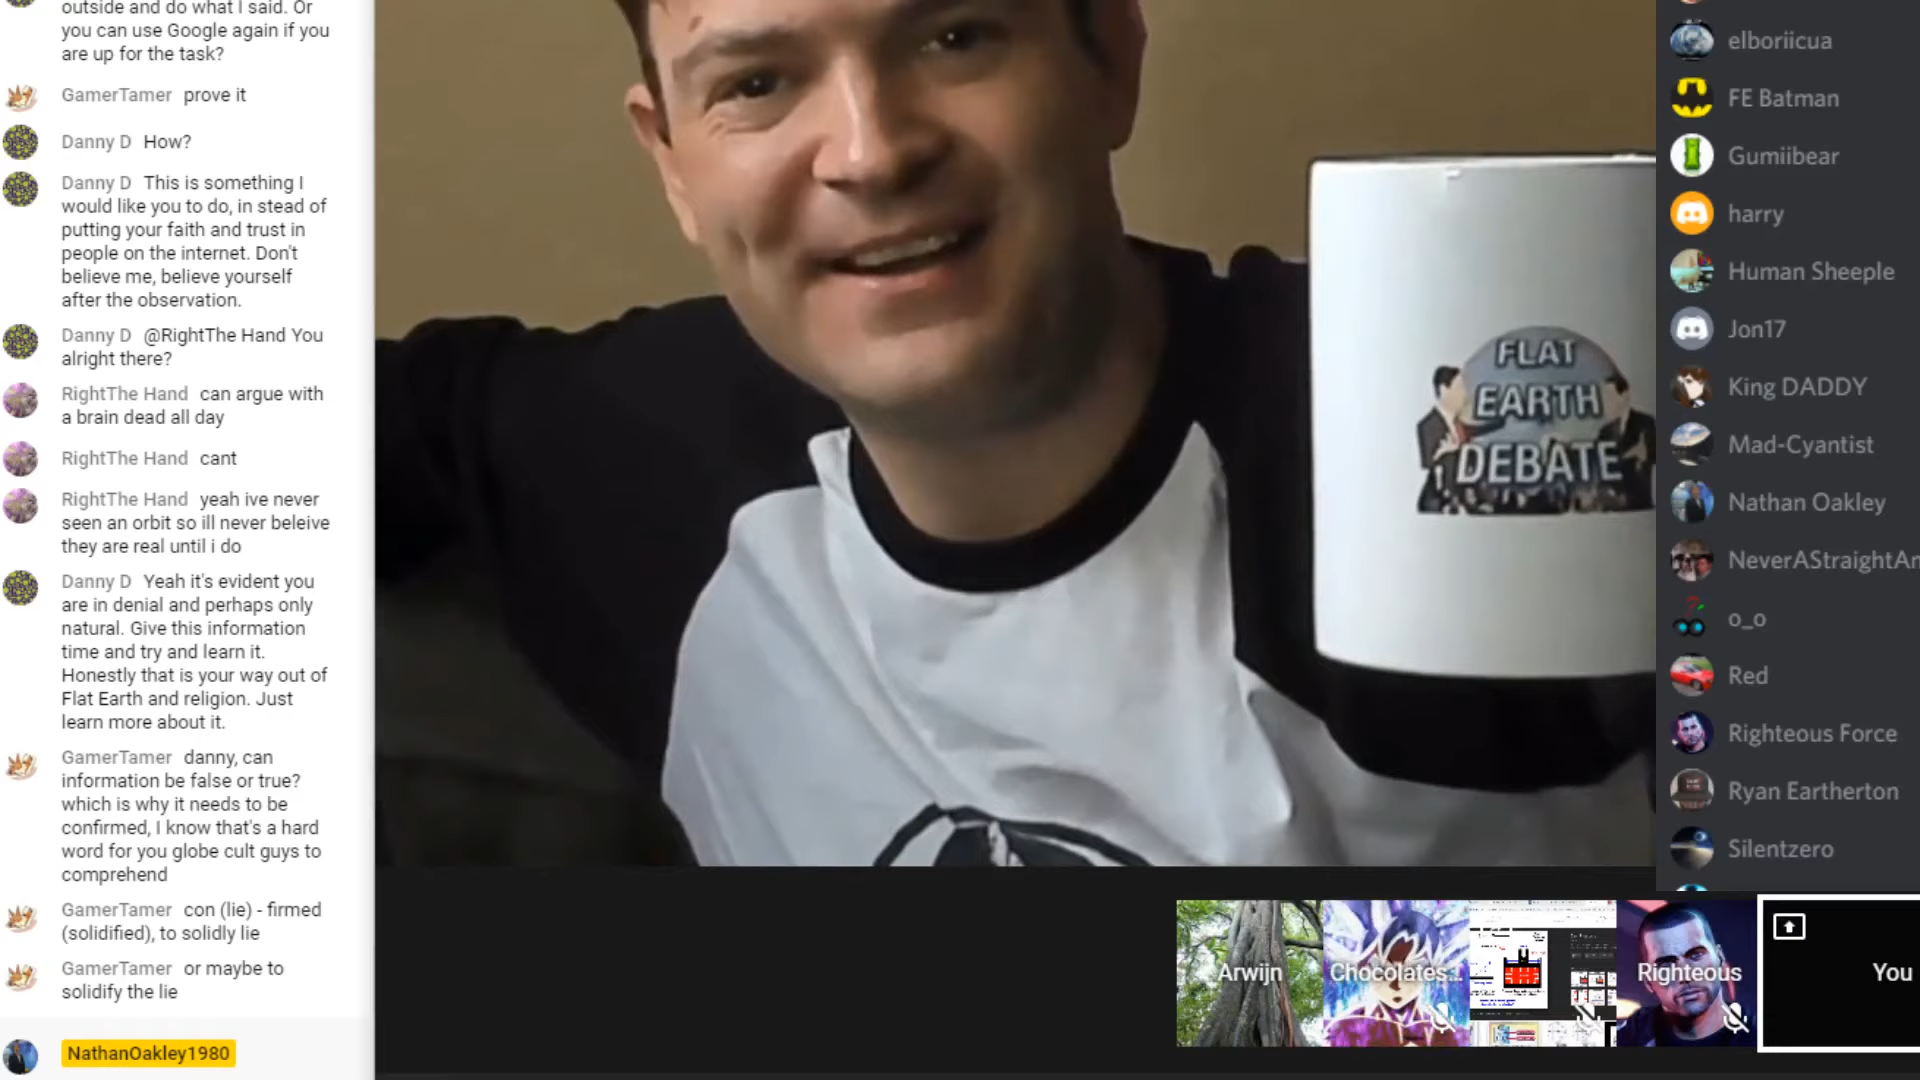 outside and do what I said. Or
you can use Google again if you
are up for the task?
GamerTamer prove it
Danny D How?
Danny D This is something I
would like you to do, in stead of
putting your faith and trust in
people on the internet. Don't
believe me, believe yourself
after the observation.
Danny D @RightThe Hand You
alright there?
RightThe Hand can argue with
a brain dead all day
RightThe Hand cant
RightThe Hand yeah ive never
seen an orbit so ill never beleive
they are real until i do
Danny D Yeah it's evident you
are in denial and perhaps only
natural. Give this information
time and try and learn it.
Honestly that is your way out of
Flat Earth and religion. Just
learn more about it.
GamerTamer danny, can
information be false or true?
which is why it needs to be
confirmed, I know that's a hard
word for you globe cult guys to
comprehend
GamerTamer con (lie) - firmed
(solidified), to solidly lie
GamerTamer or maybe to
solidify the lie
NathanOakley1980
FLAT
EARTH
DEBATE
elboriicua
FE Batman
Gumiibear
harry
Human Sheeple
Jon17
King DADDY
Mad-Cyantist
Nathan Oakley
NeverAStraightAn
o_o
Red
Righteous Force
Ryan Eartherton
Silentzero
Arwijn
Chocolates...
Righteous
You